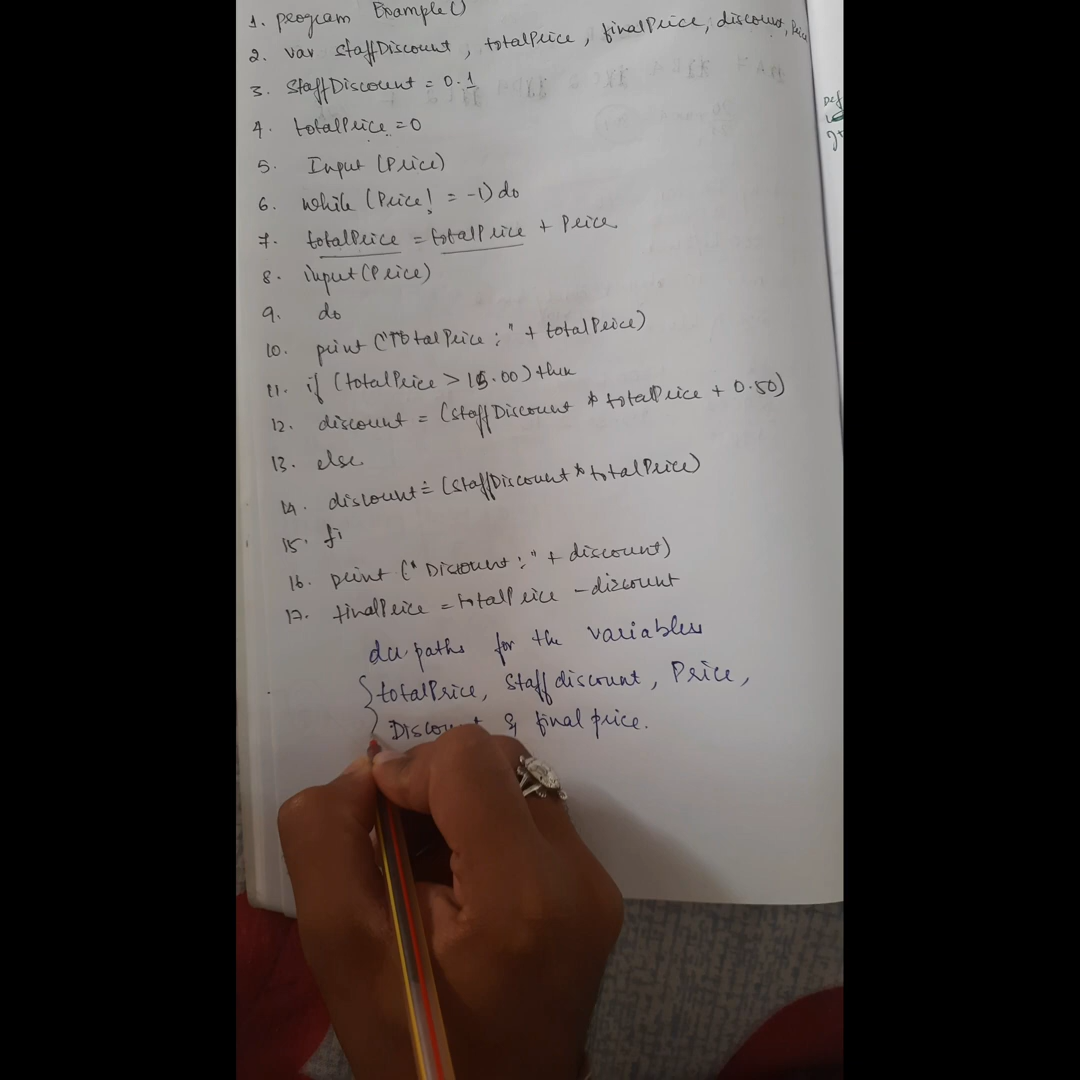 1. program Example()
2. var staffDiscount, totalPrice, finalPrice, discount, Price
3. StaffDiscount = 0.1
4. totalPrice = 0
5. Input (Price)
6. while (Price! = -1) do
7. totalPrice = totalPrice + Price
8. input (Price)
9. do
10. print ("TotalPrice : " + totalPrice)
11. if (totalPrice > 15.00) then
12. discount = (staffDiscount * totalPrice + 0.50)
13. else
14. discount = (staffDiscount * totalPrice)
15. fi
16. print (" Discount : " + discount)
17. finalPrice = totalPrice - discount
du paths for the variables
totalPrice, Staff discount, Price,
Discount & final price.